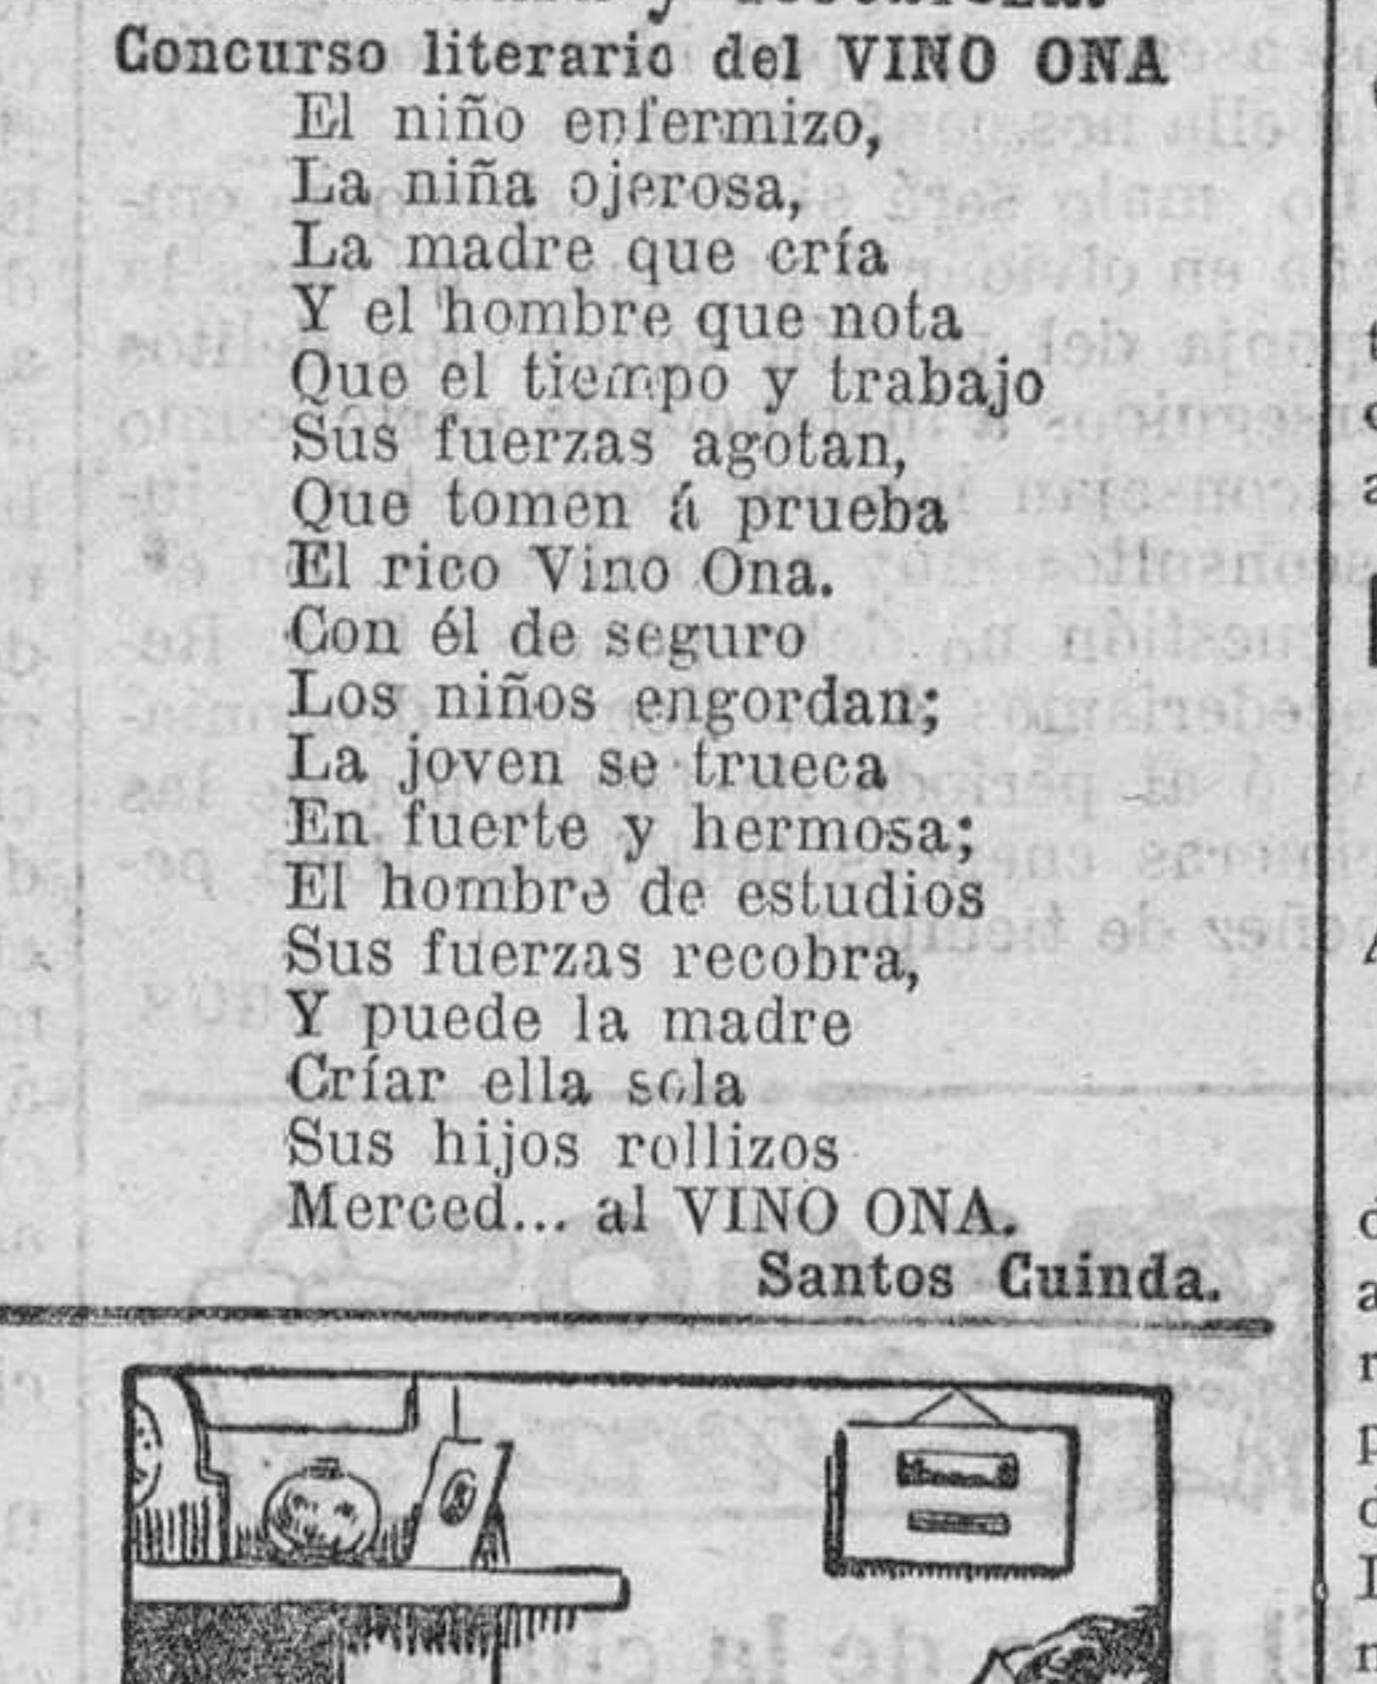 Concurso literario del VINO ONA
El niño enfermizo,
La niña ojerosa,
La madre que cría
Y el hombre que nota
Que el tiempo y trabajo
Sus fuerzas agotan,
Que tomen á prueba
El rico Vino Ona.
Con él de seguro
Los niños engordan;
La joven se trueca
En fuerte y hermosa;
El hombre de estudios
Sus fuerzas recobra,
Y puede la madre
Críar ella sola
Sus hijos rollizos
Merced... al VINO ONA.
Santos Guinda.